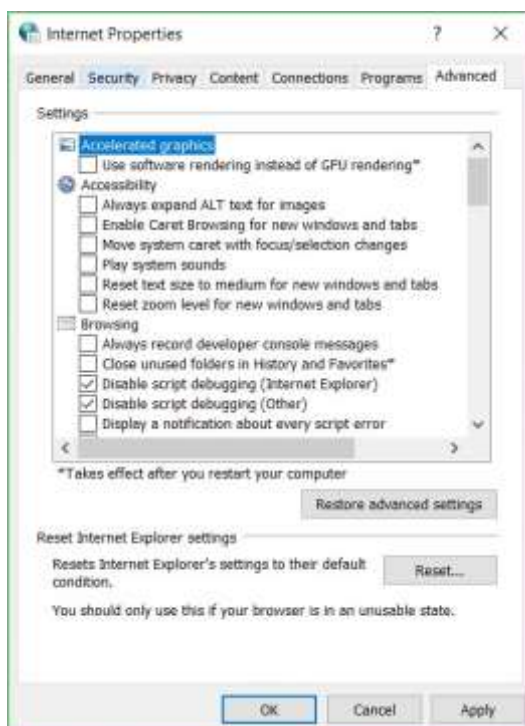 Internet Properties
? ×
General Security Privacy Content Connections Programs Advanced
Settings
Accelerated graphics
Use software rendering instead of GPU rendering*
Accessibility
Always expand ALT text for images
Enable Caret Browsing for new windows and tabs
Move system caret with focus/selection changes
Play system sounds
Reset text size to medium for new windows and tabs
Reset zoom level for new windows and tabs
Browsing
Always record developer console messages
Close unused folders in History and Favorites*
Disable script debugging (Internet Explorer)
Disable script debugging (Other)
Display a notification about every script error
*Takes effect after you restart your computer
Restore advanced settings
Reset Internet Explorer settings
Resets Internet Explorer's settings to their default
condition.
Reset...
You should only use this if your browser is in an unusable state.
OK Cancel Apply